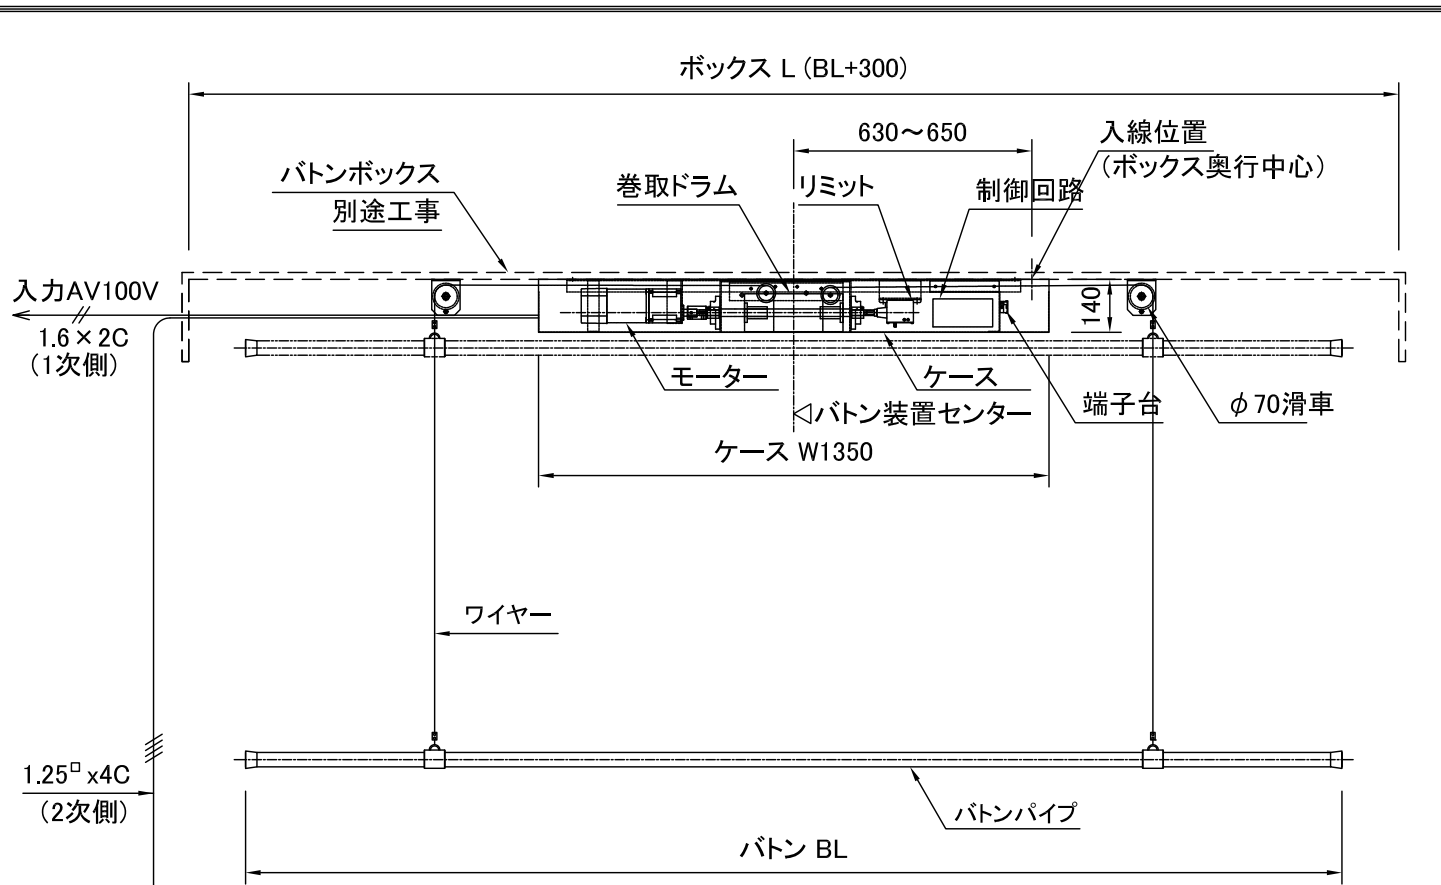 ボックス L (BL+300)
630～650
入線位置
(ボックス奥行中心)
バトンボックス
別途工事
巻取ドラム
リミット
制御回路
入力AV100V
1.6×2C
(1次側)
140
モーター
ケース
端子台
φ70滑車
◁バトン装置センター
ケース W1350
ワイヤー
1.25□ x4C
(2次側)
バトンパイプ
バトン BL